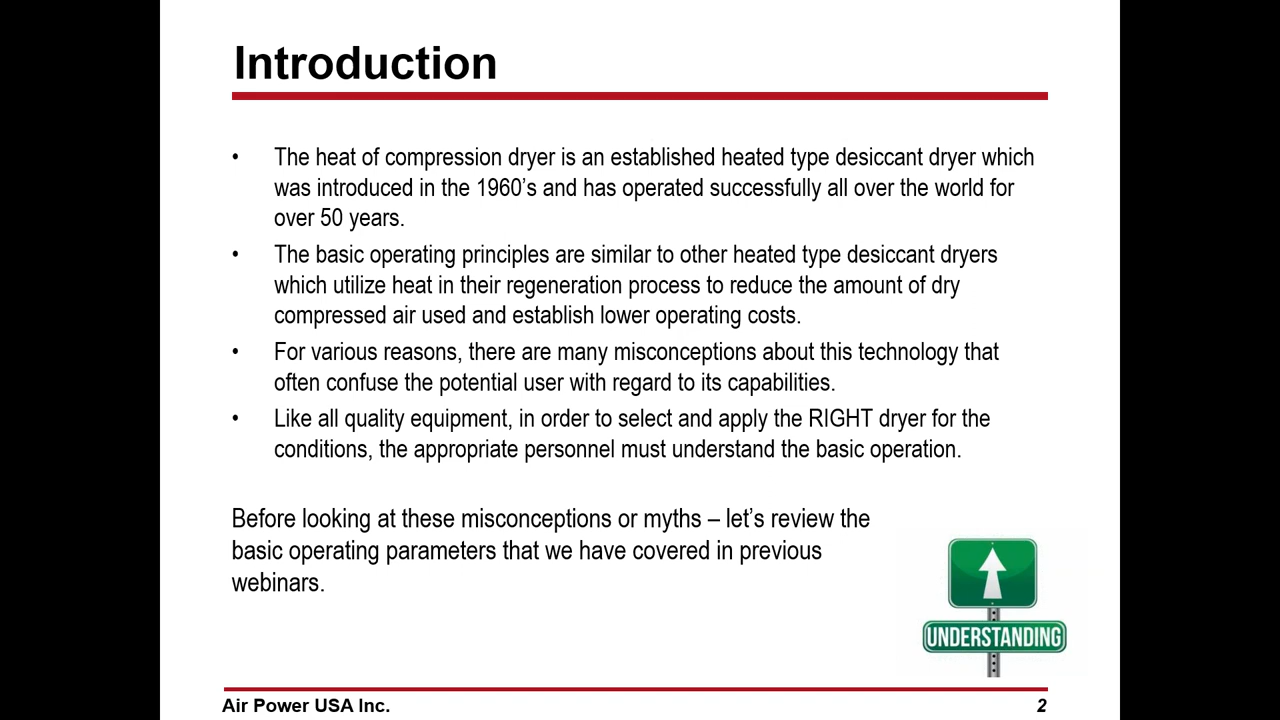 Introduction
• The heat of compression dryer is an established heated type desiccant dryer which
was introduced in the 1960’s and has operated successfully all over the world for
over 50 years.
• The basic operating principles are similar to other heated type desiccant dryers
which utilize heat in their regeneration process to reduce the amount of dry
compressed air used and establish lower operating costs.
• For various reasons, there are many misconceptions about this technology that
often confuse the potential user with regard to its capabilities.
• Like all quality equipment, in order to select and apply the RIGHT dryer for the
conditions, the appropriate personnel must understand the basic operation.
Before looking at these misconceptions or myths – let’s review the
basic operating parameters that we have covered in previous
webinars.
UNDERSTANDING
Air Power USA Inc.
2